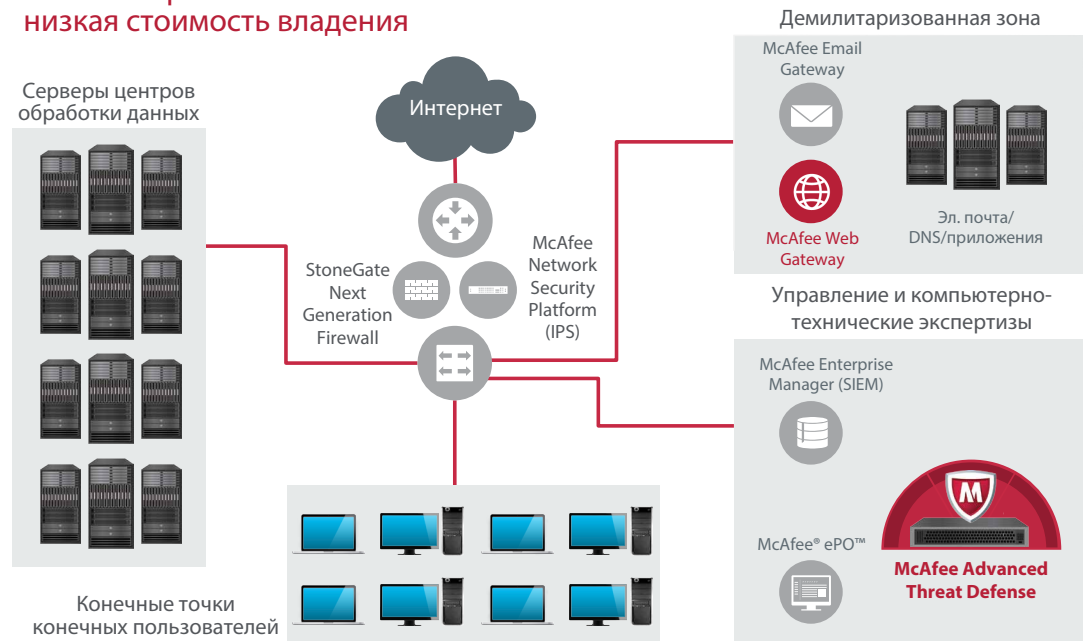 низкая стоимость владения
Демилитаризованная зона
McAfee Email
Gateway
McAfee Web
Gateway
Эл. почта/
DNS/приложения
Серверы центров
обработки данных
Интернет
StoneGate
Next
Generation
Firewall
McAfee
Network
Security
Platform
(IPS)
Управление и компьютерно-
технические экспертизы
McAfee Enterprise
Manager (SIEM)
McAfee® ePO™
McAfee Advanced
Threat Defense
Конечные точки
конечных пользователей